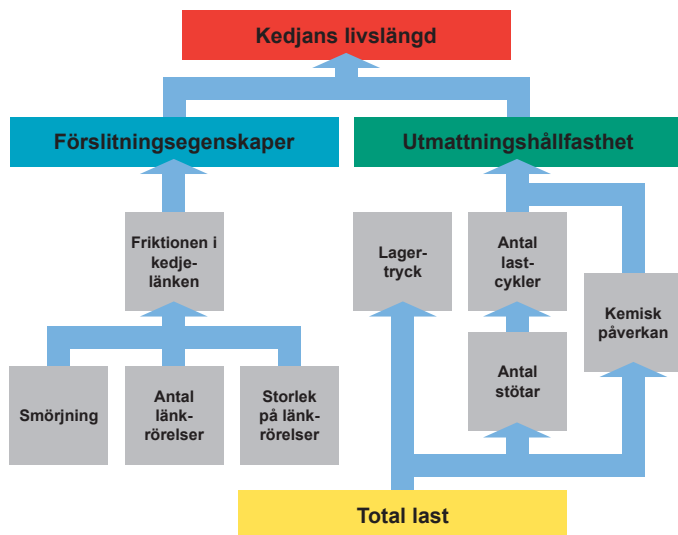 Kedjans livslängd
Förslitningsegenskaper
Utmattningshållfasthet
Friktionen i
kedje-
länken
Lager-
tryck
Antal
last-
cykler
Kemisk
påverkan
Smörjning
Antal
länk-
rörelser
Storlek
på länk-
rörelser
Antal
stötar
Total last